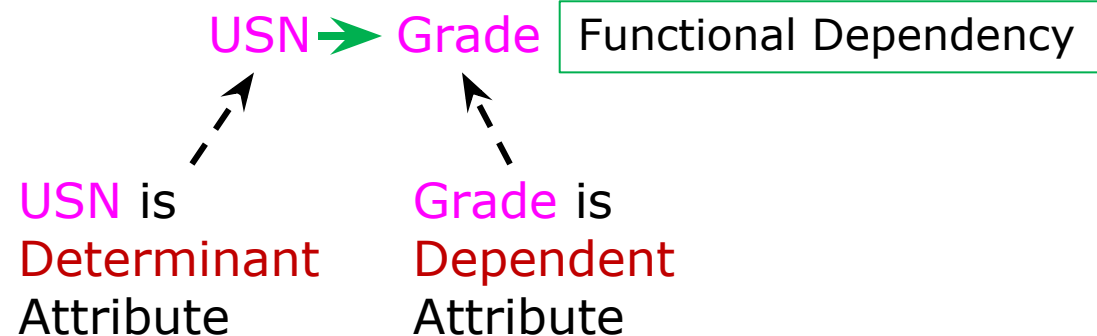 USN → Grade Functional Dependency
USN is
Determinant
Attribute
Grade is
Dependent
Attribute